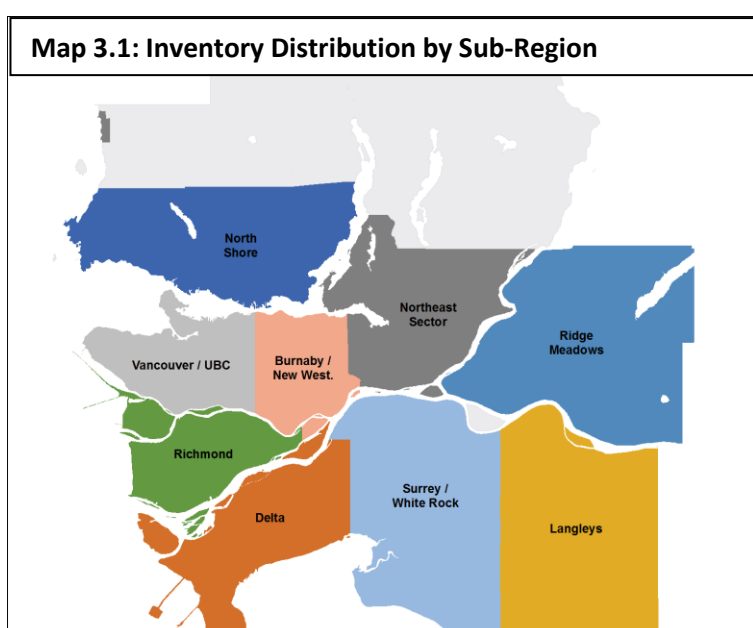 Map 3.1: Inventory Distribution by Sub-Region
North
Shore
Northeast
Sector
Ridge
Meadows
Vancouver / UBC
Burnaby /
New West.
Richmond
Surrey /
White Rock
Delta
Langleys